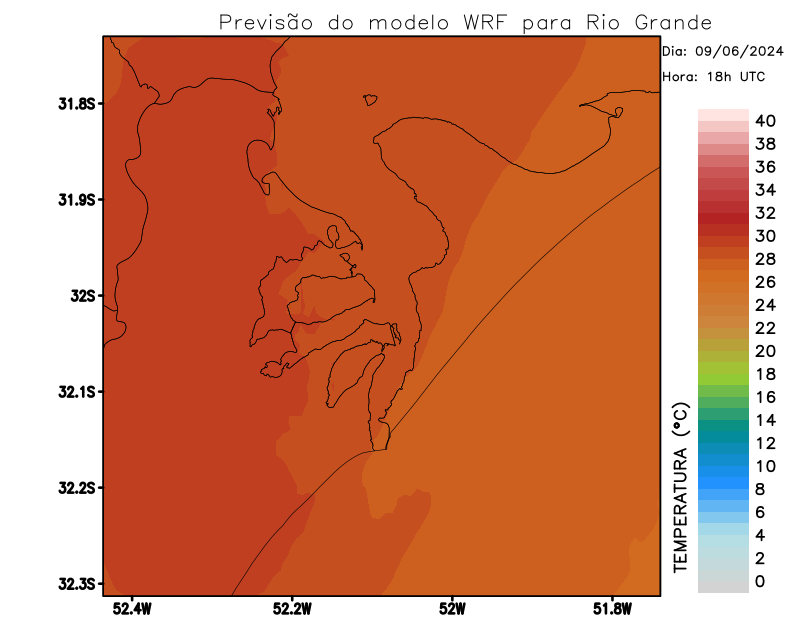 Previsão do modelo WRF para Rio Grande
Dia: 09/06/2024
Hora: 18h UTC
31.8S
31.9S
32S
32.1S
32.2S
32.3S
52.4W
52.2W
52W
51.8W
TEMPERATURA (°C)
40
38
36
34
32
30
28
26
24
22
20
18
16
14
12
10
8
6
4
2
0